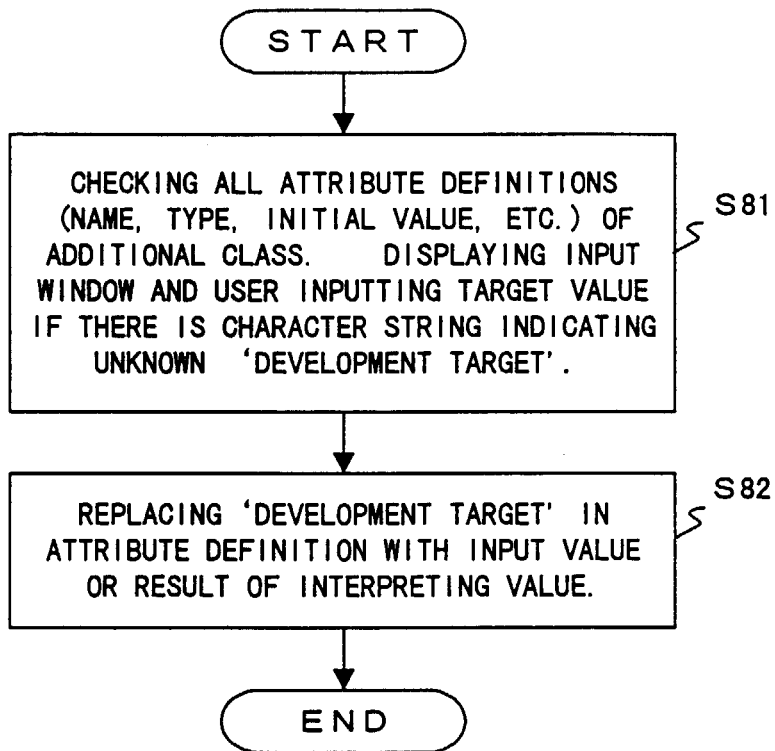 START
CHECKING ALL ATTRIBUTE DEFINITIONS
(NAME, TYPE, INITIAL VALUE, ETC.) OF
ADDITIONAL CLASS. DISPLAYING INPUT
WINDOW AND USER INPUTTING TARGET VALUE
IF THERE IS CHARACTER STRING INDICATING
UNKNOWN ‘DEVELOPMENT TARGET’.
S81
REPLACING ‘DEVELOPMENT TARGET’ IN
ATTRIBUTE DEFINITION WITH INPUT VALUE
OR RESULT OF INTERPRETING VALUE.
S82
END